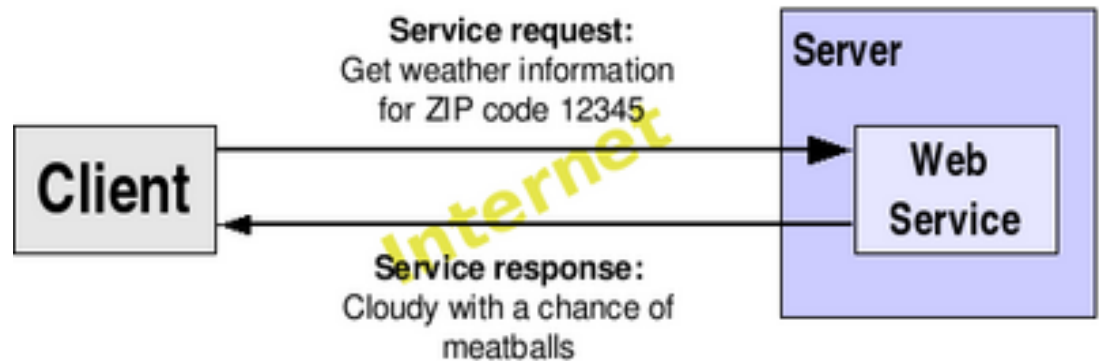 Service request:
Get weather information
for ZIP code 12345
Server
Client
Internet
Web
Service
Service response:
Cloudy with a chance of
meatballs